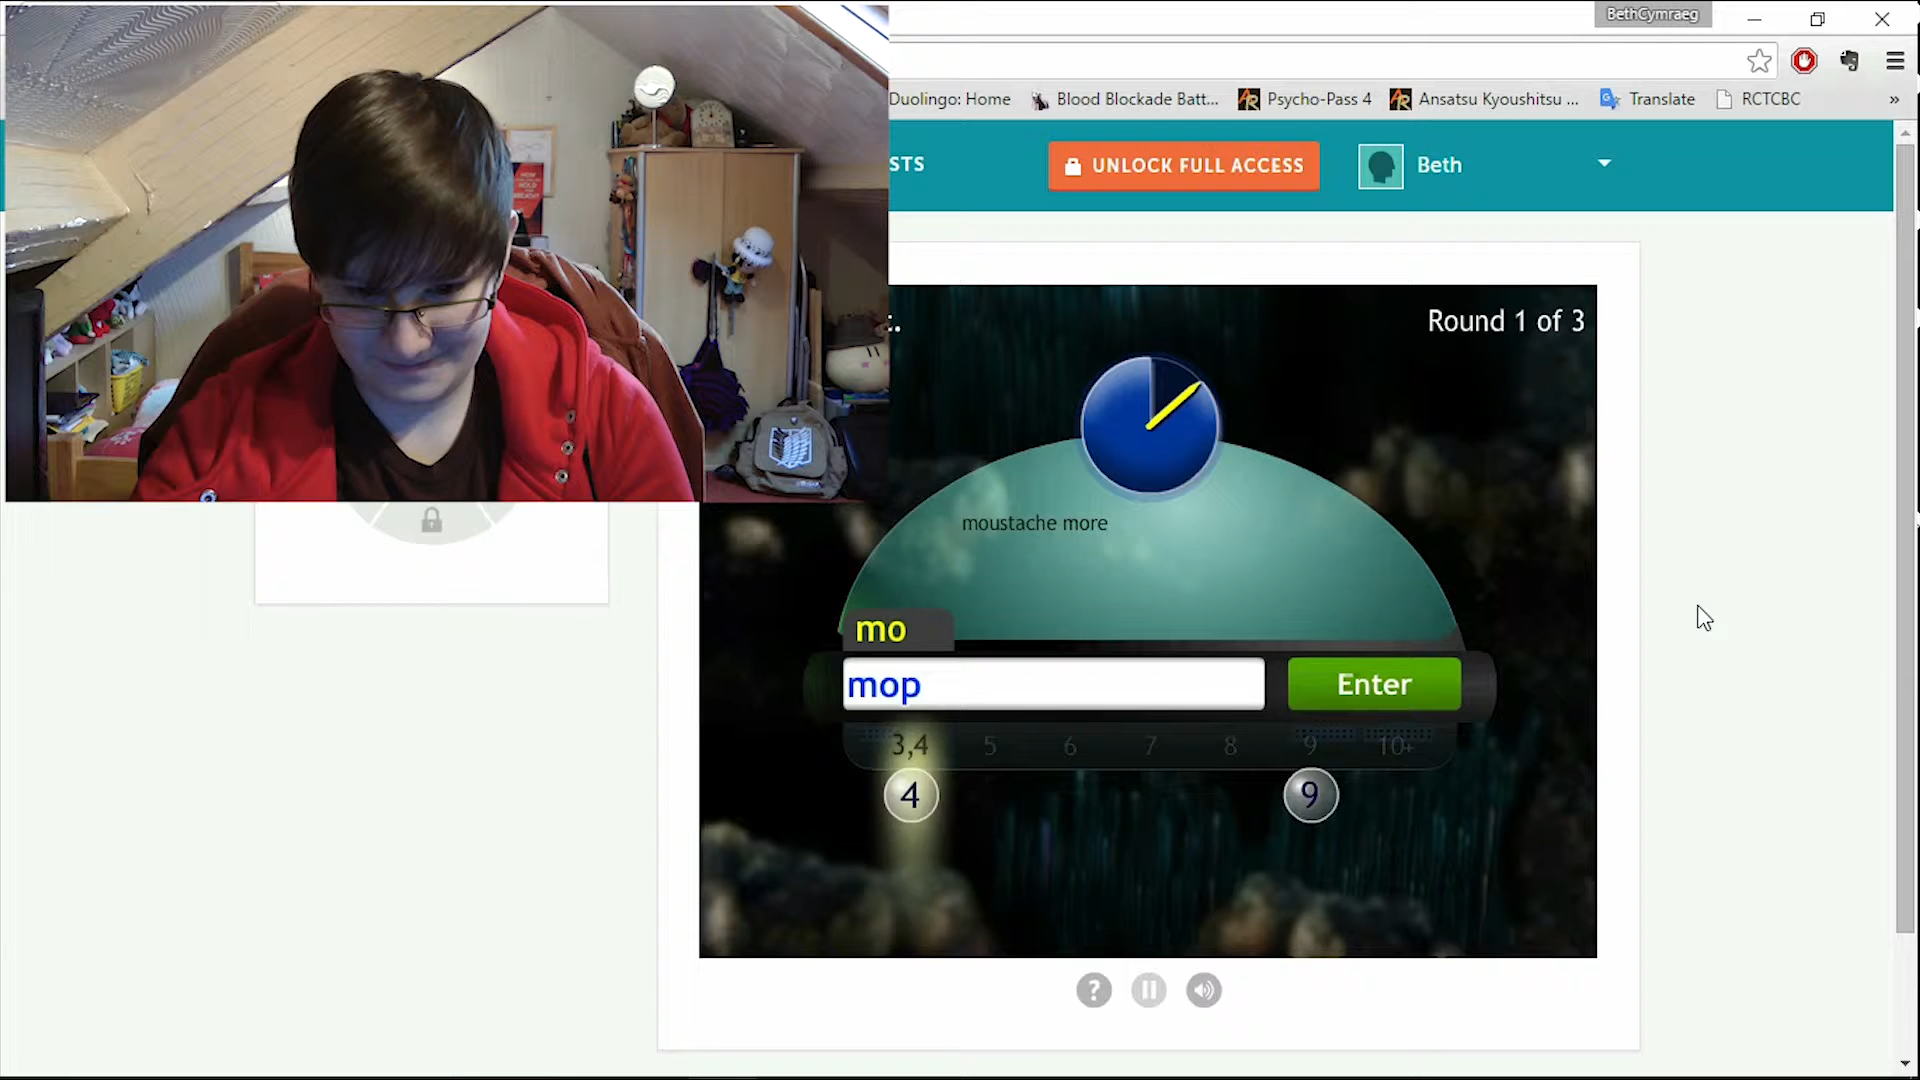 BethCymraeg
Duolingo: Home Blood Blockade Batt... Psycho-Pass 4 Ansatsu Kyoushitsu ... Translate RCTCBC »
STS UNLOCK FULL ACCESS Beth
Round 1 of 3
moustache more
mo
mop Enter
3,4 5 6 7 8 9 10+
4 9
?